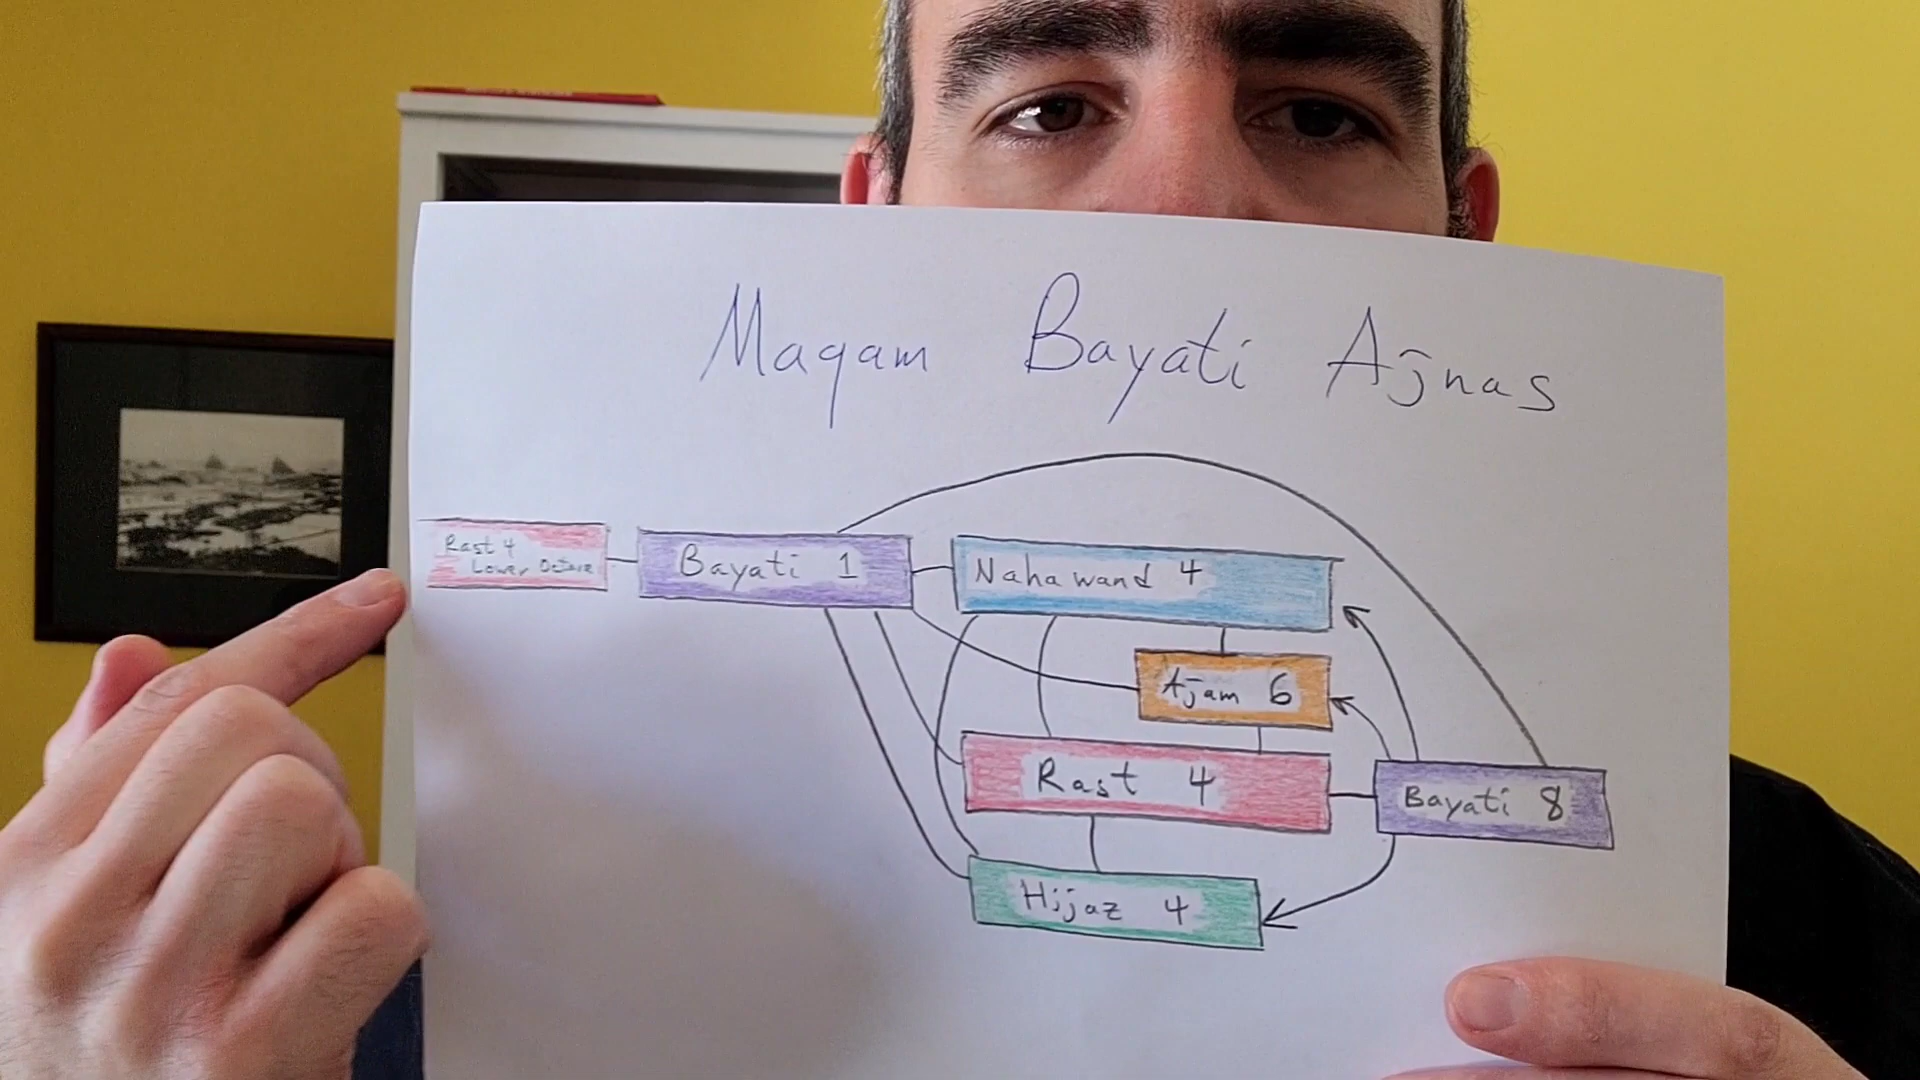 Maqam Bayati Ajnas
Rast 4
Lower Octave
Bayati 1
Nahawand 4
Ajam 6
Rast 4
Bayati 8
Hijaz 4